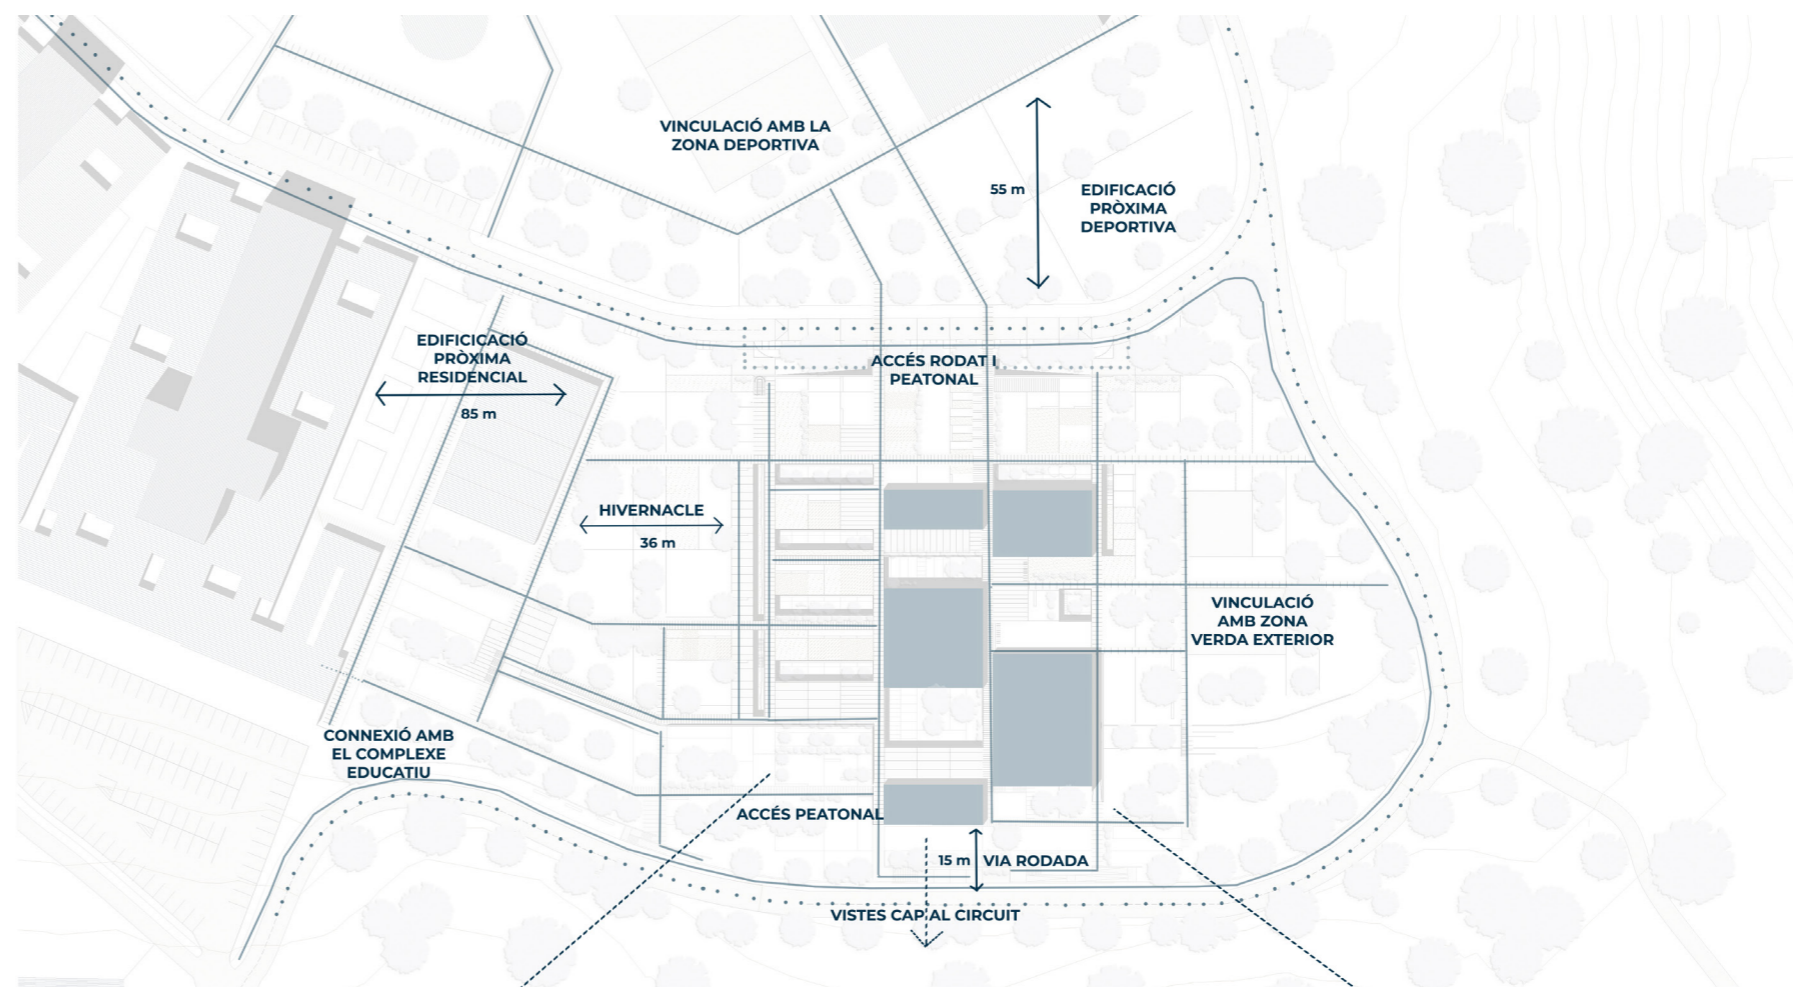 VINCULACIÓ AMB LA
ZONA DEPORTIVA
55 m
EDIFICACIÓ
PRÒXIMA
DEPORTIVA
EDIFICICACIÓ
PRÒXIMA
RESIDENCIAL
85 m
ACCÉS RODAT I
PEATONAL
HIVERNACLE
36 m
VINCULACIÓ
AMB ZONA
VERDA EXTERIOR
CONNEXIÓ AMB
EL COMPLEXE
EDUCATIU
ACCÉS PEATONAL
15 m
VIA RODADA
VISTES CAP AL CIRCUIT